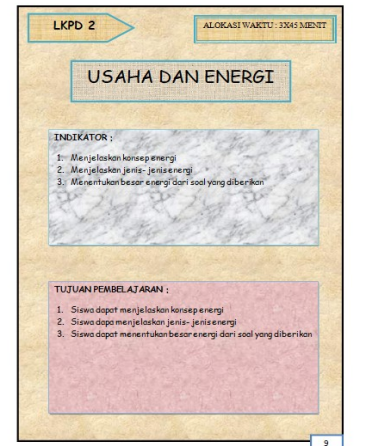 LKPD 2
ALOKASI WAKTU : 3X45 MENIT
USAHA DAN ENERGI
INDIKATOR ;
1. Menjelaskan konsep energi
2. Menjelaskan jenis- jenis energi
3. Menentukan besar energi dari soal yang diberikan
TUJUAN PEMBELAJARAN ;
1. Siswa dapat menjelaskan konsep energi
2. Siswa dapa menjelaskan jenis- jenis energi
3. Siswa dapat menentukan besar energi dari soal yang diberikan
9